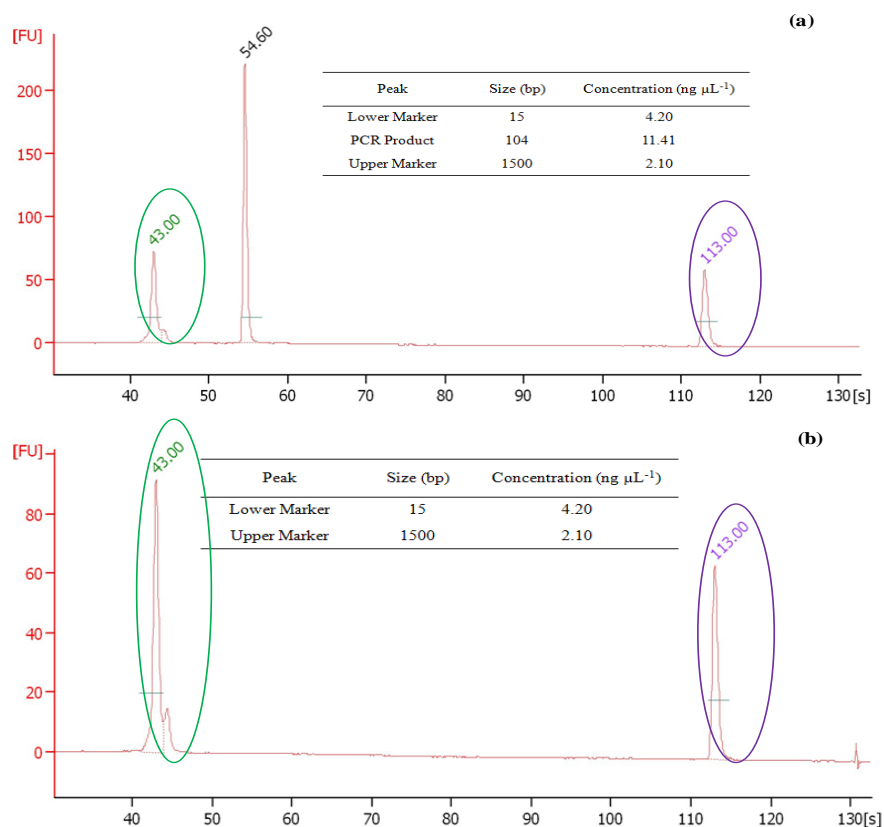 (a)
[FU]
54.60
200
Peak Size (bp) Concentration (ng µL-1)
Lower Marker 15 4.20
PCR Product 104 11.41
Upper Marker 1500 2.10
150
100
43.00
113.00
50
0
40 50 60 70 80 90 100 110 120 130[s]
(b)
[FU]
43.00
Peak Size (bp) Concentration (ng µL-1)
Lower Marker 15 4.20
Upper Marker 1500 2.10
80
113.00
60
40
20
0
40 50 60 70 80 90 100 110 120 130[s]